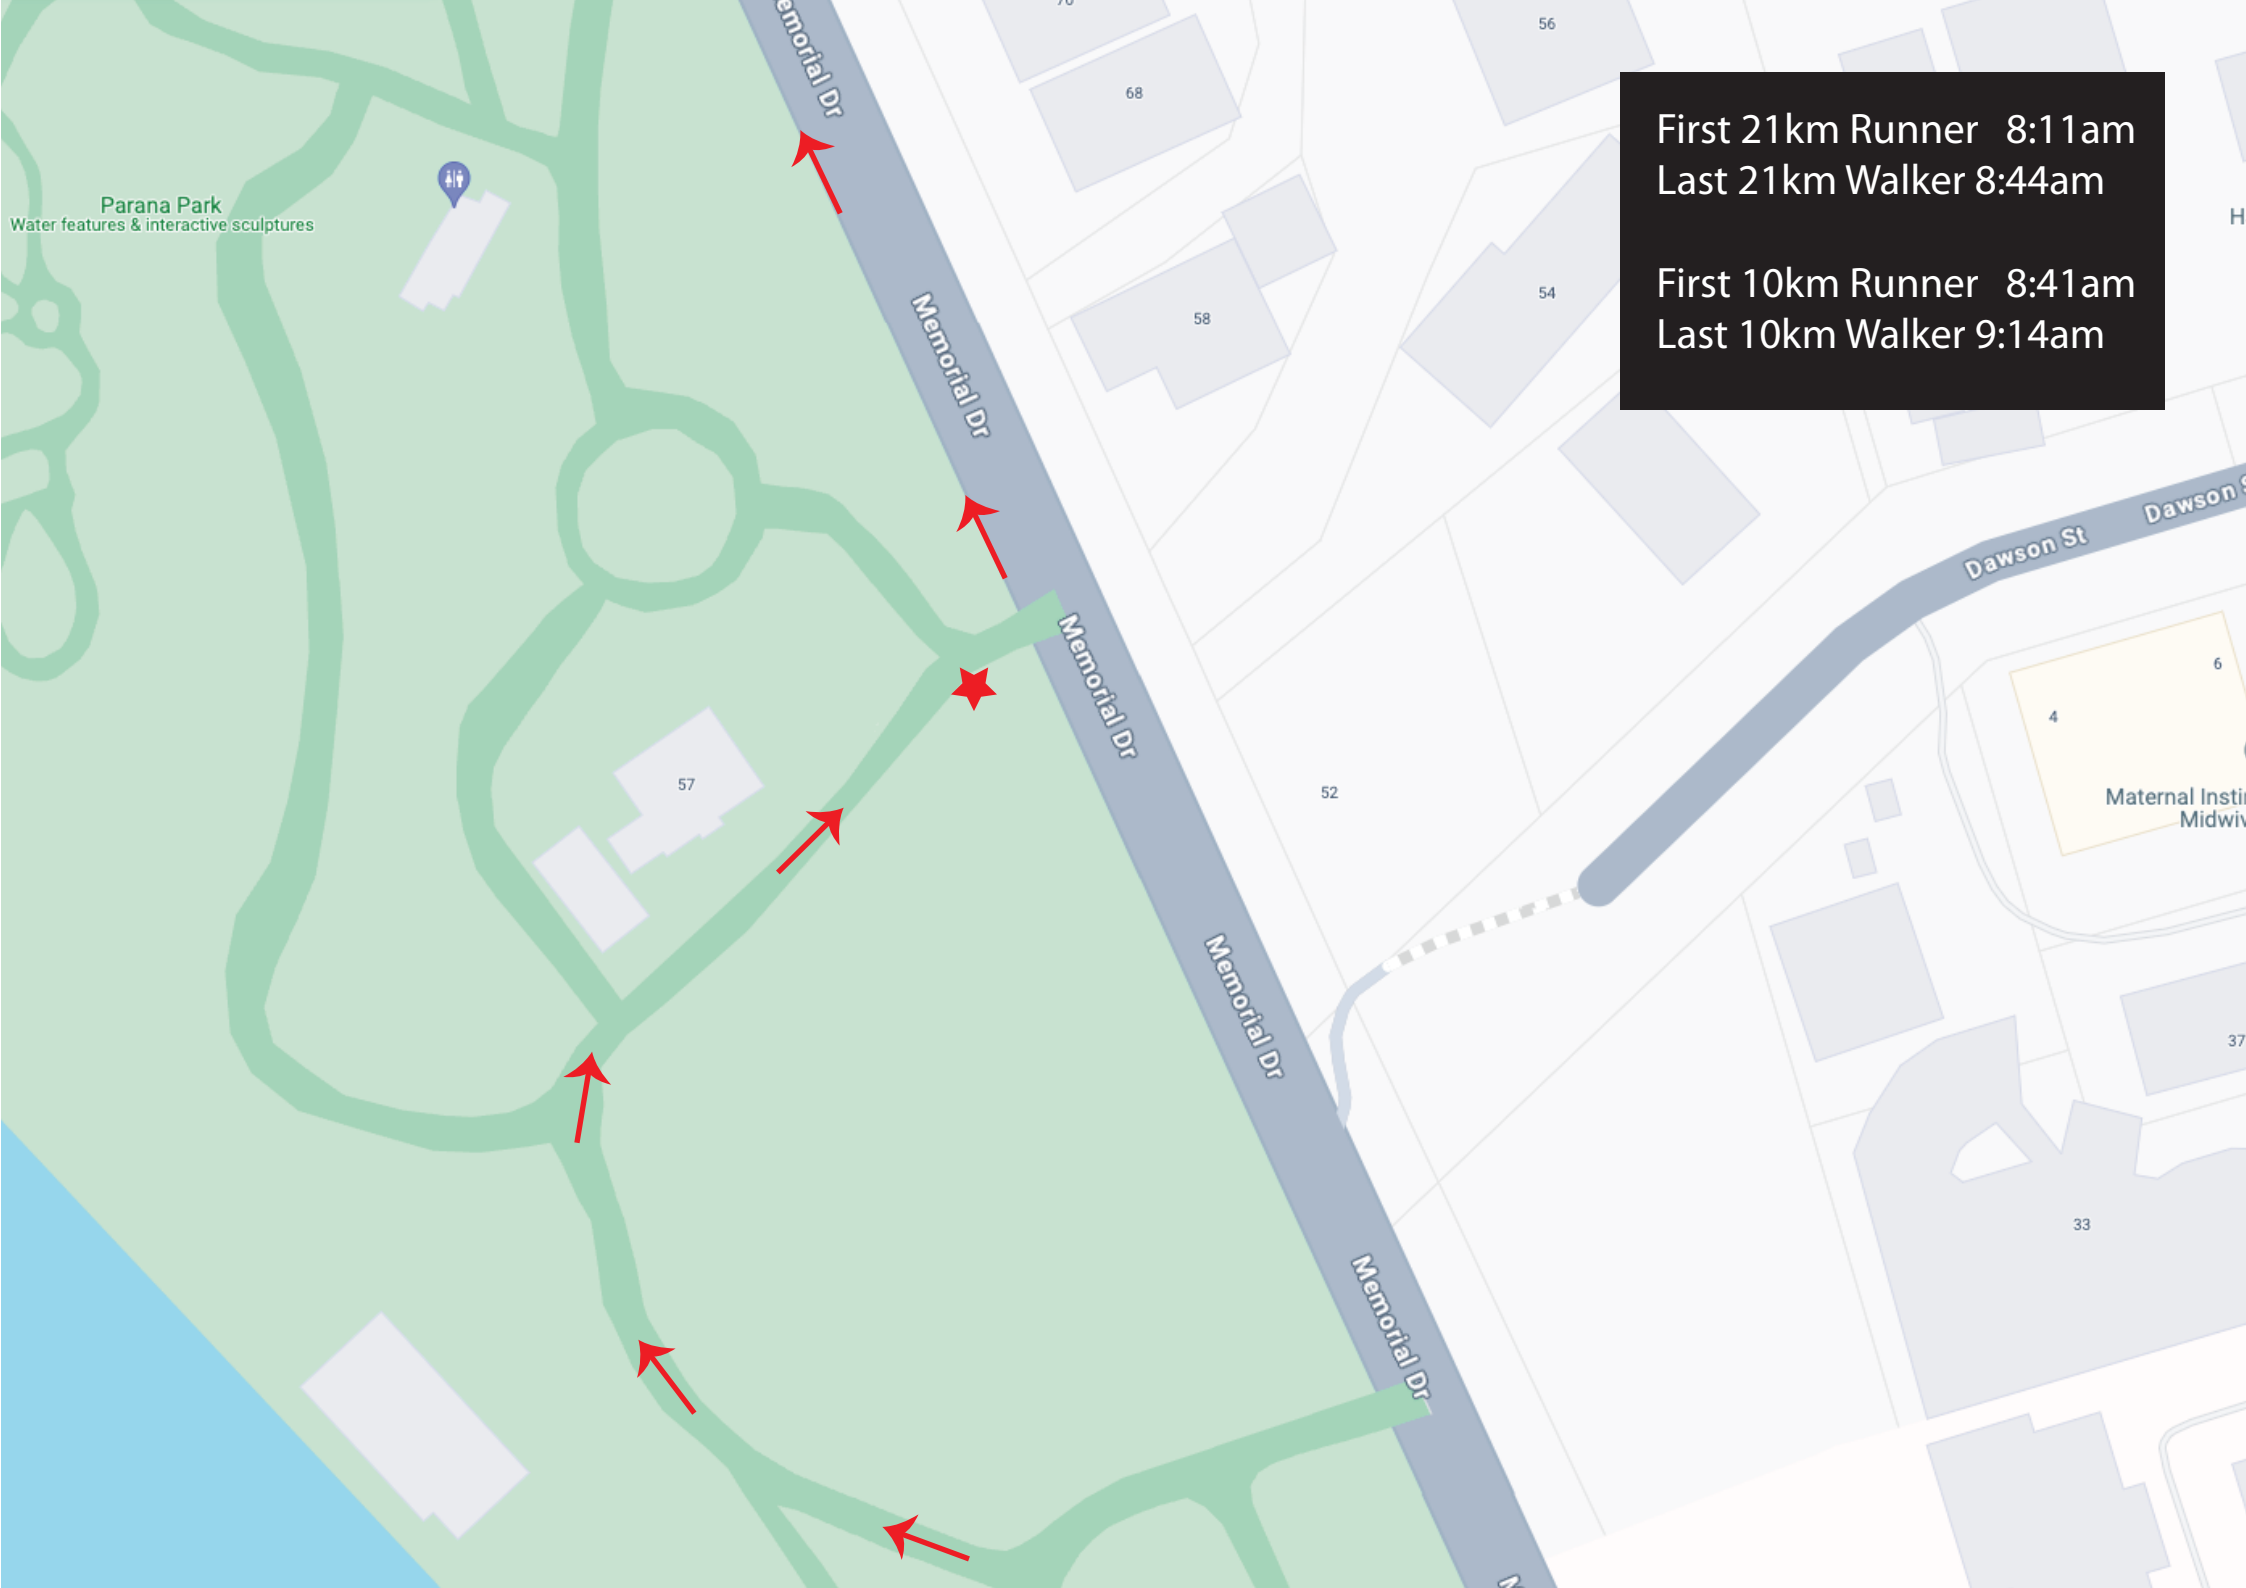 emorial Dr
56
68
First 21km Runner 8:11am
Last 21km Walker 8:44am
First 10km Runner 8:41am
Last 10km Walker 9:14am
Parana Park
Water features & interactive sculptures
H
54
58
Memorial Dr
Dawson St
Dawson S
Memorial Dr
6
4
57
52
Maternal Insti
Midwiv
Memorial Dr
37
33
Memorial Dr
M